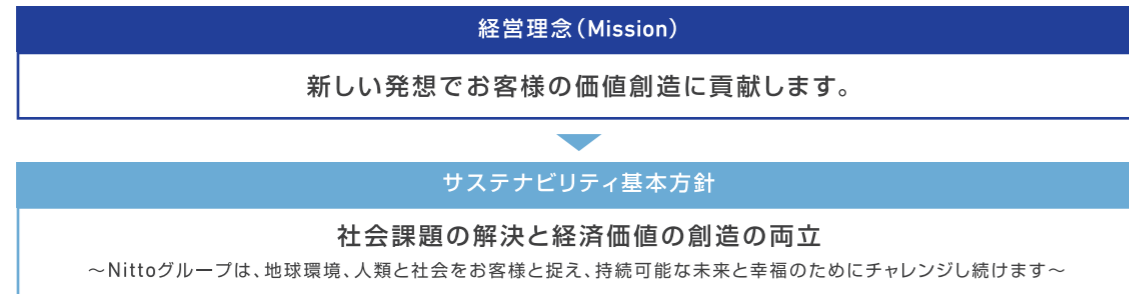 経営理念（Mission）
新しい発想でお客様の価値創造に貢献します。
サステナビリティ基本方針
社会課題の解決と経済価値の創造の両立
～Nittoグループは、地球環境、人類と社会をお客様と捉え、持続可能な未来と幸福のためにチャレンジし続けます～